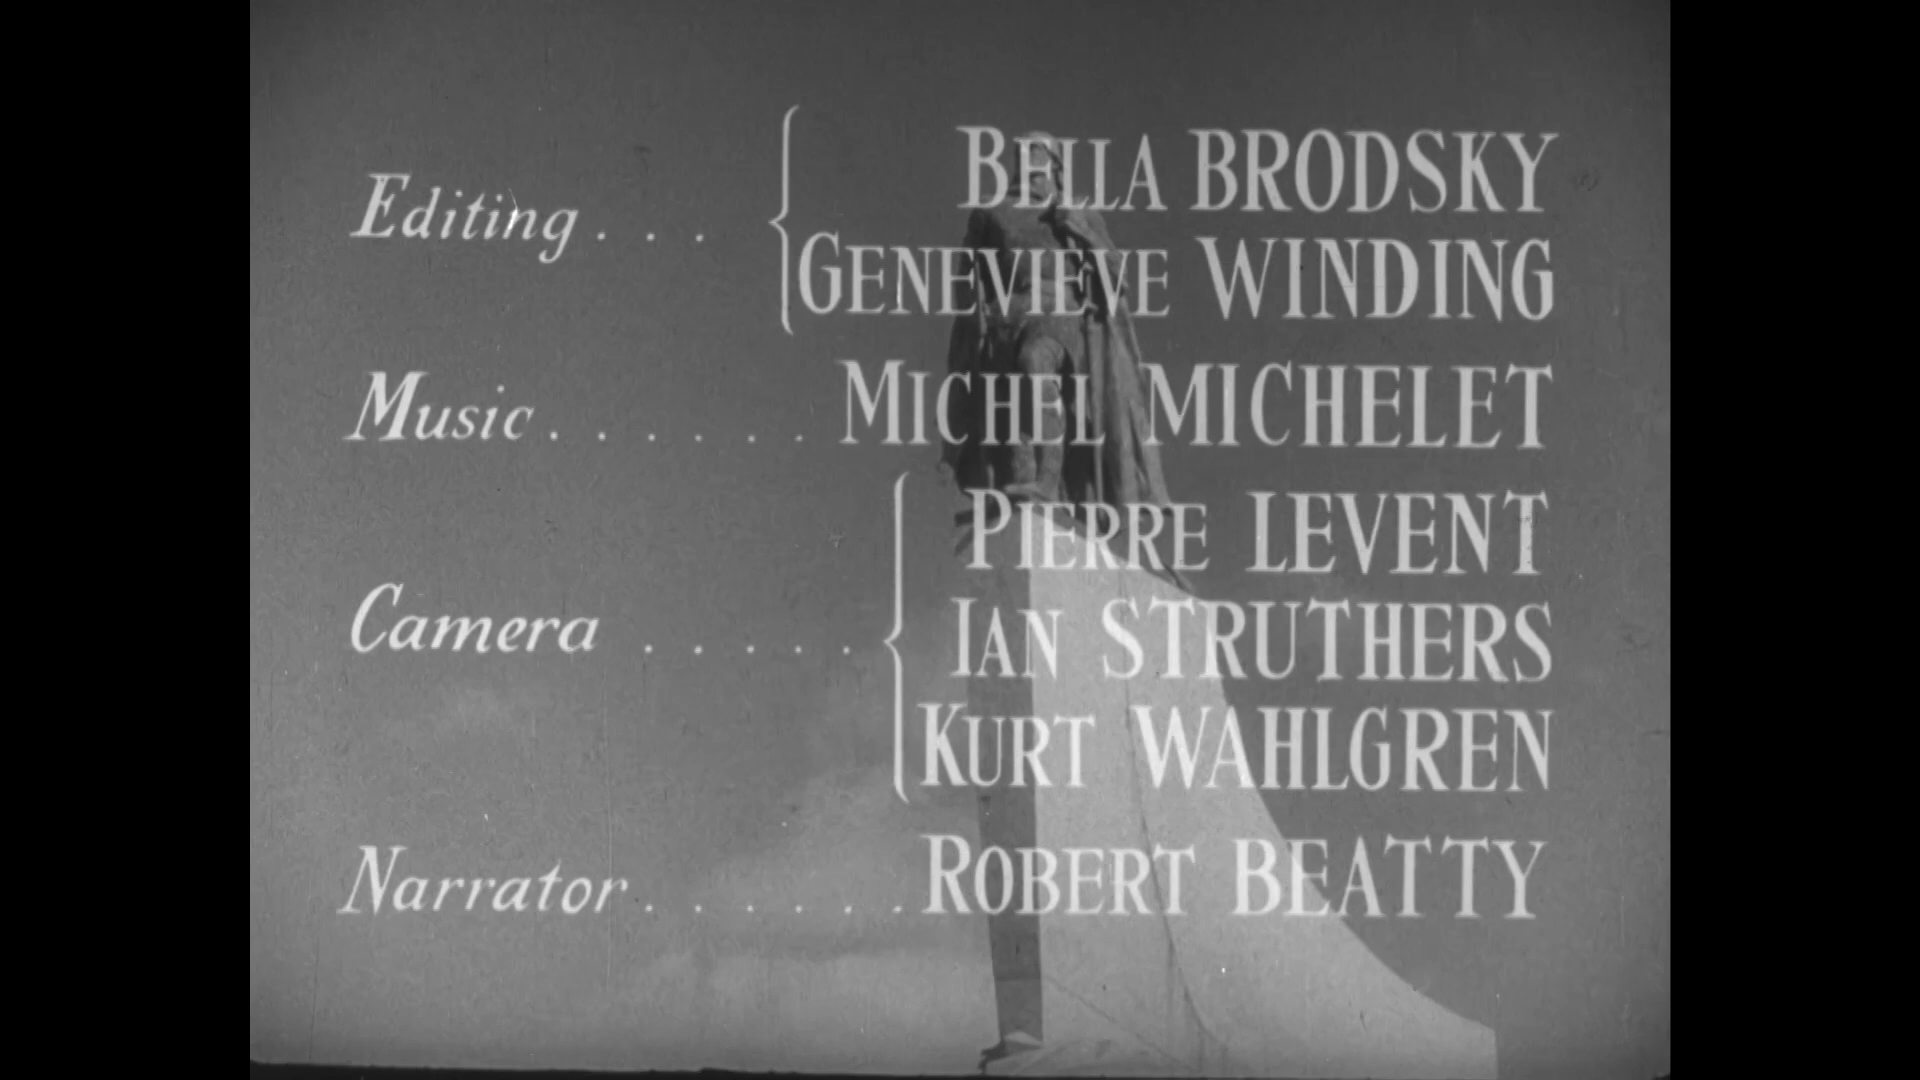 Editing . . . { BELLA BRODSKY
GENEVIEVE WINDING
Music . . . . . . MICHEL MICHELET
PIERRE LEVENT
Camera . . . . . { IAN STRUTHERS
KURT WAHLGREN
Narrator . . . . . . ROBERT BEATTY